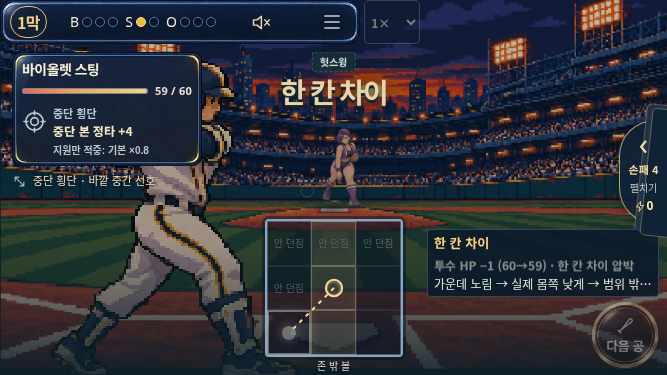 1막
B S O
1×
바이올렛 스팅
59 / 60
중단 횡단
중단 본 정타 +4
지원만 적중: 기본 ×0.8
중단 횡단 · 바깥 중간 선호
헛스윙
한 칸 차이
손패 4
펼치기
0
안 던짐 안 던짐 안 던짐
안 던짐
존 밖 볼
한 칸 차이
투수 HP −1 (60→59) · 한 칸 차이 압박
가운데 노림 → 실제 몸쪽 낮게 → 범위 밖…
다음 공